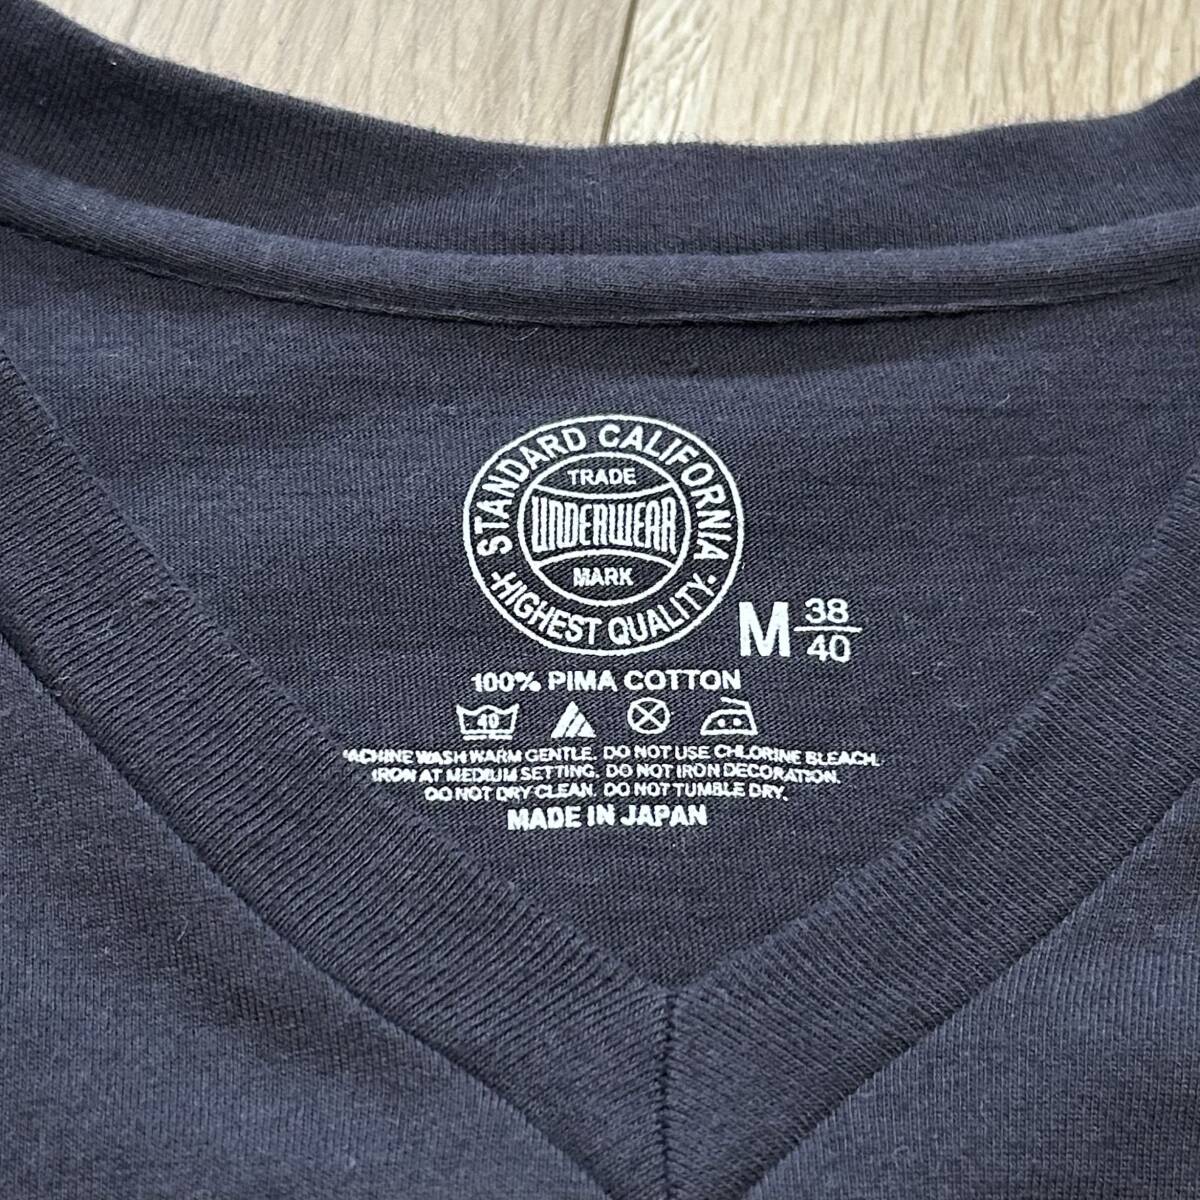 STANDARD CALIFORNIA
TRADE
UNDERWEAR
MARK
·HIGHEST QUALITY·
M 38/40
100% PIMA COTTON
40
ACHINE WASH WARM GENTLE. DO NOT USE CHLORINE BLEACH.
IRON AT MEDIUM SETTING. DO NOT IRON DECORATION.
DO NOT DRY CLEAN. DO NOT TUMBLE DRY.
MADE IN JAPAN